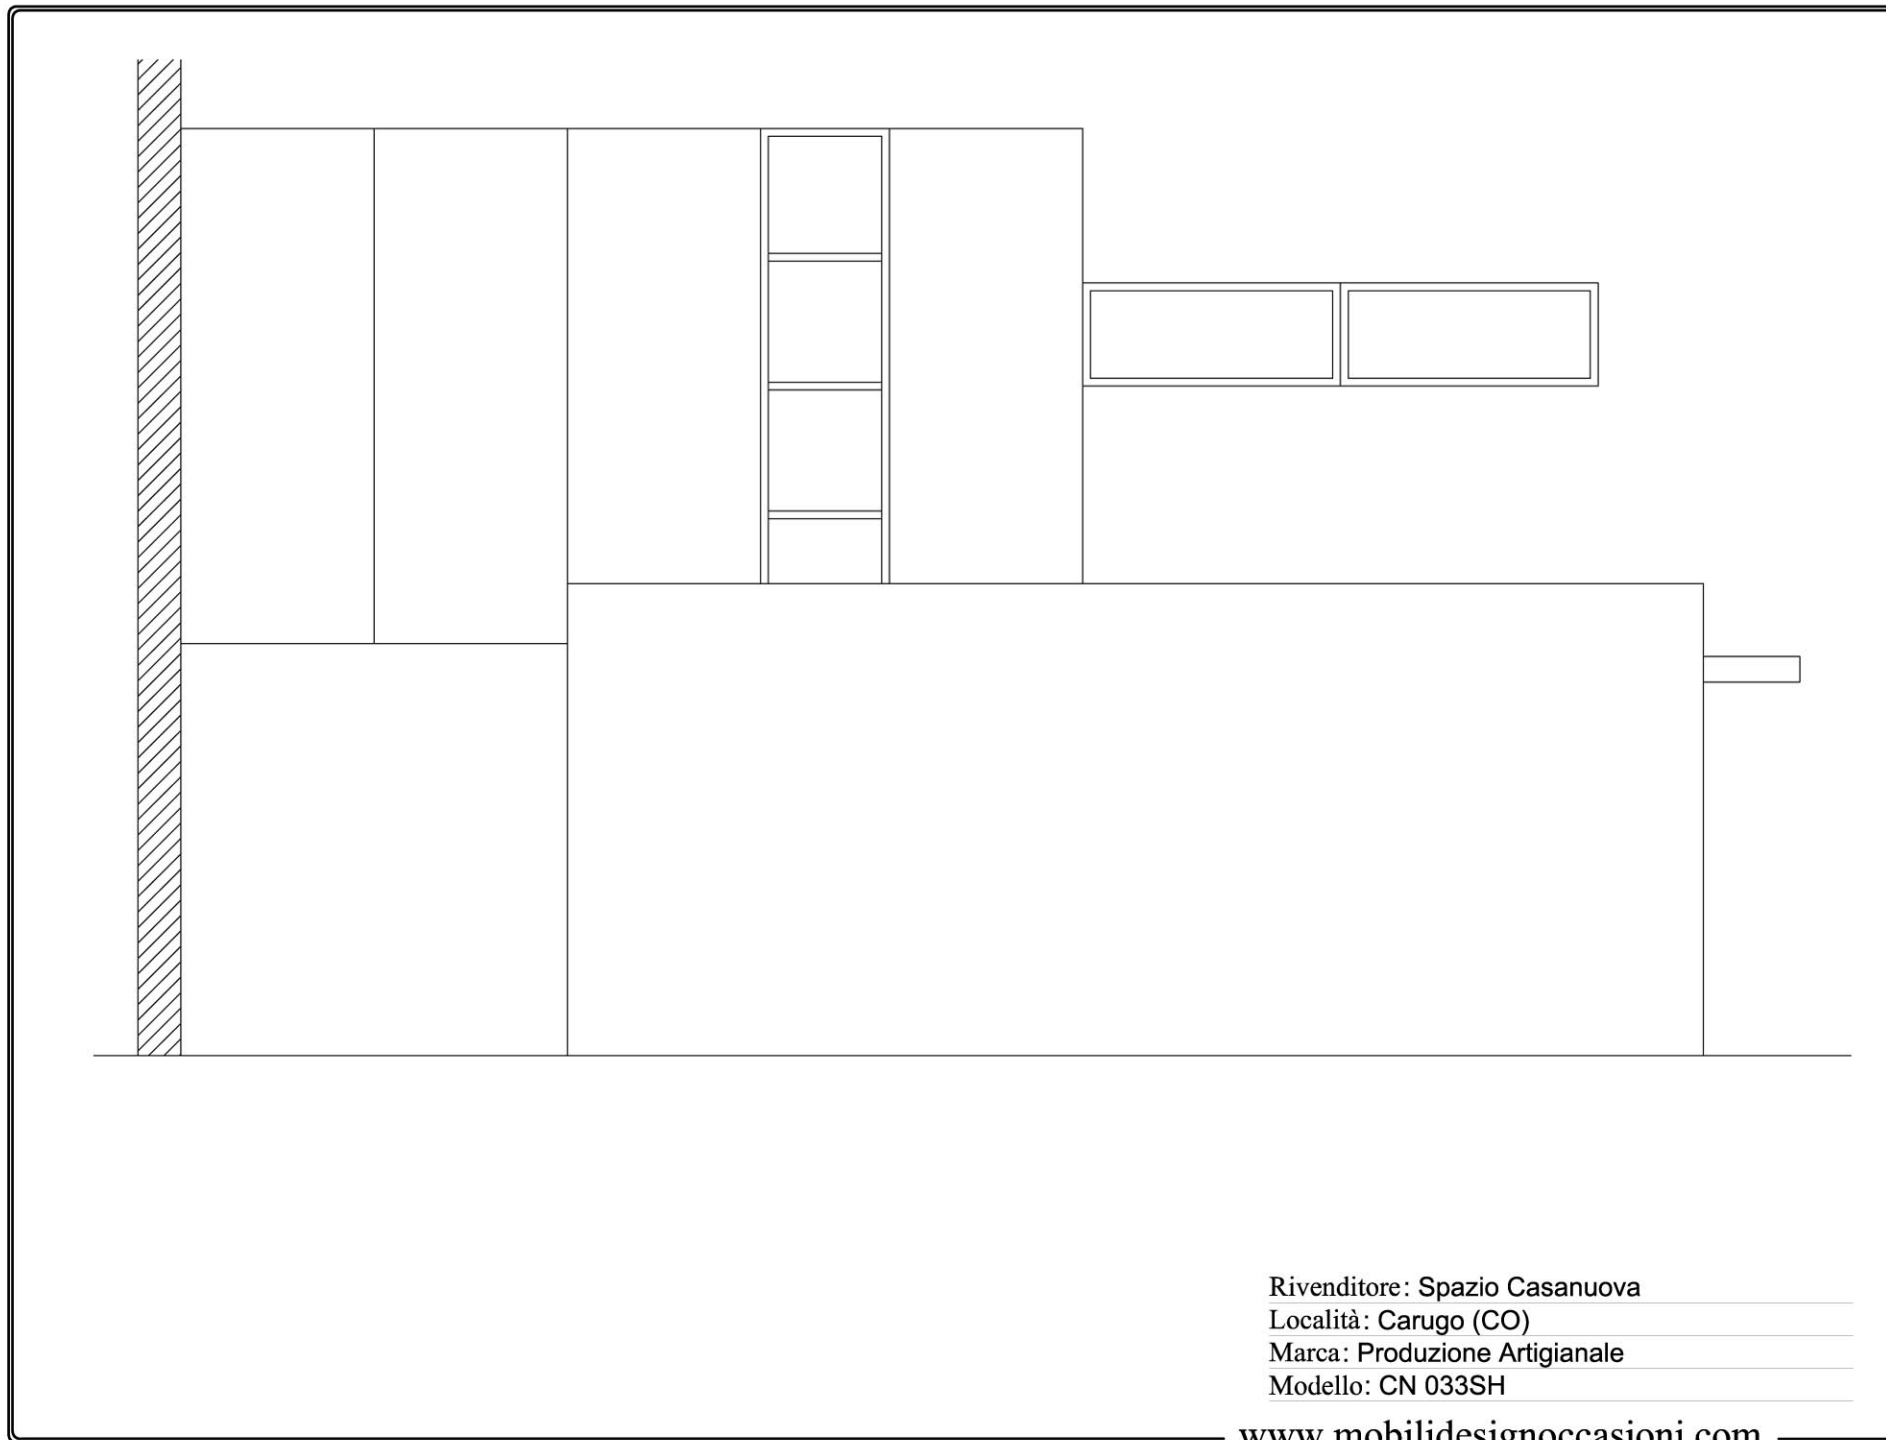 Rivenditore: Spazio Casanuova
Località: Carugo (CO)
Marca: Produzione Artigianale
Modello: CN 033SH
www.mobilidesignoccasioni.com